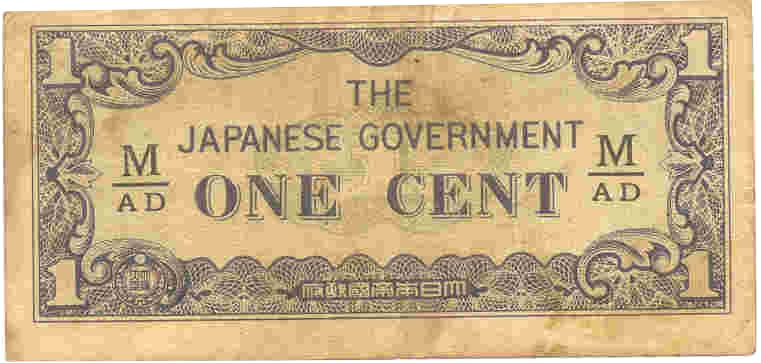 1 1
THE
JAPANESE GOVERNMENT
M M
AD AD
ONE CENT
1 1
大日本帝國政府